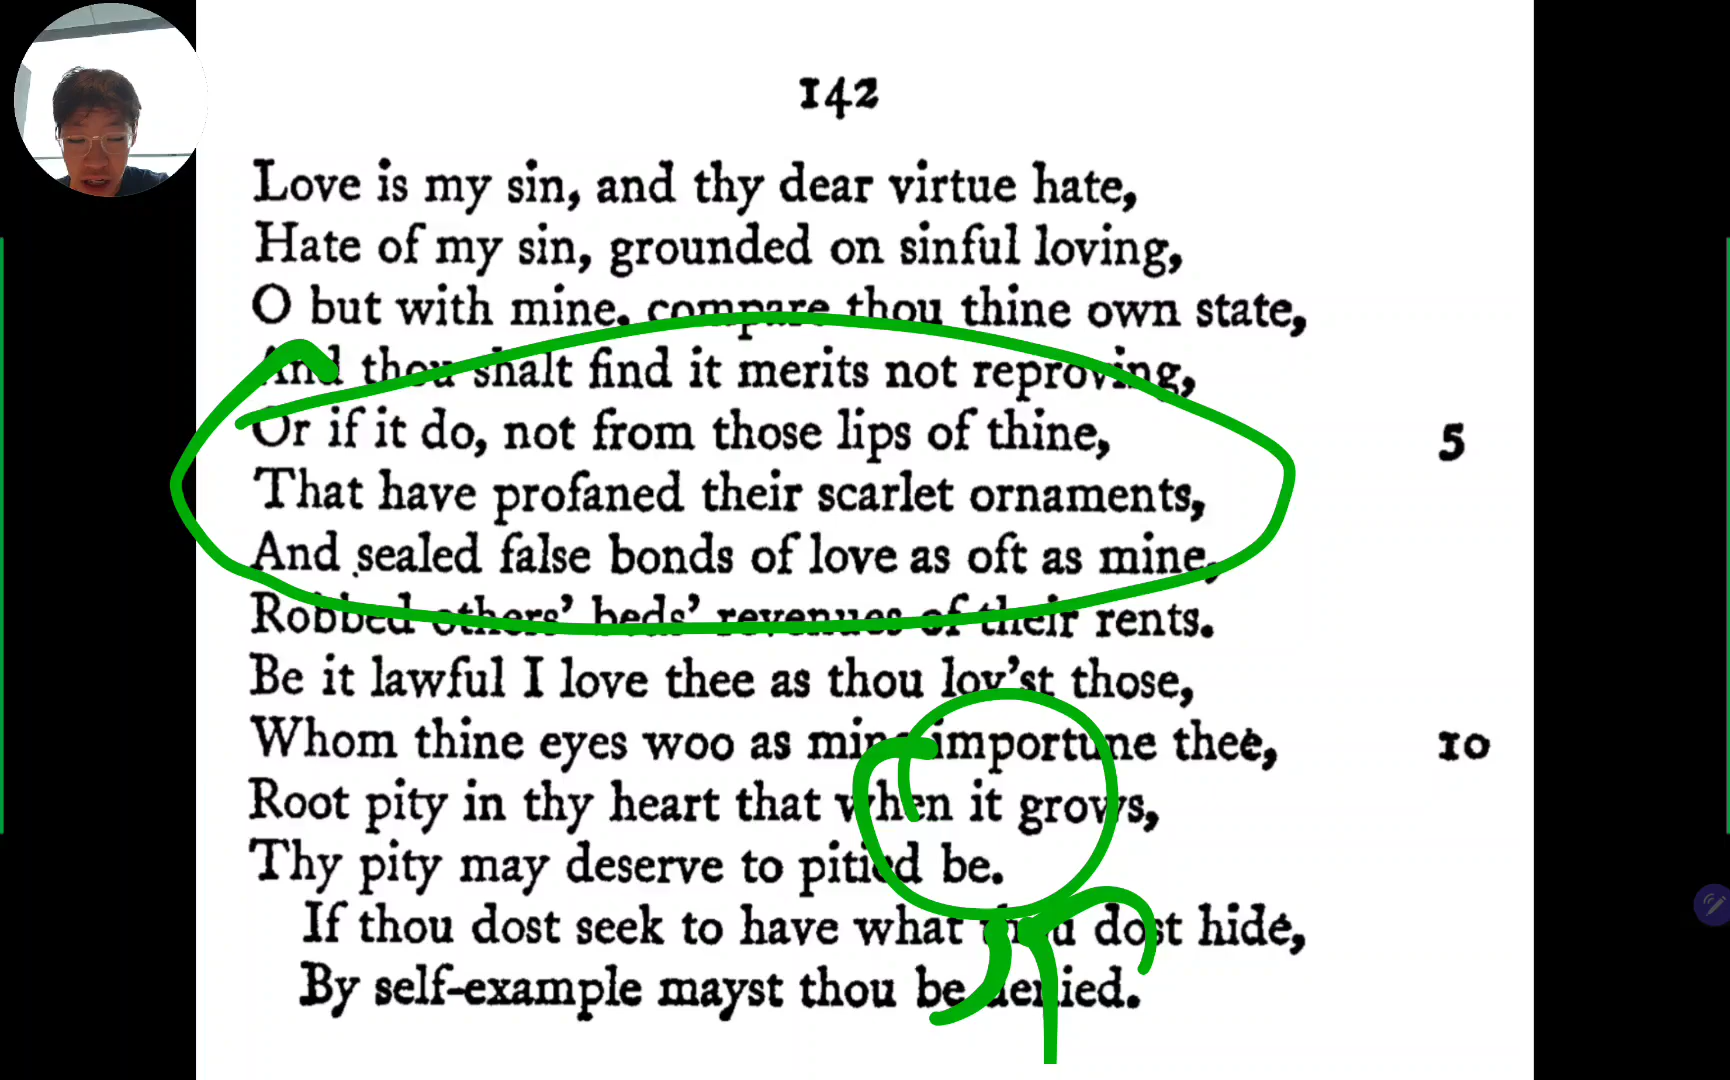 142
Love is my sin, and thy dear virtue hate,
Hate of my sin, grounded on sinful loving,
O but with mine, compare thou thine own state,
And thou shalt find it merits not reproving,
Or if it do, not from those lips of thine, 5
That have profaned their scarlet ornaments,
And sealed false bonds of love as oft as mine,
Robbed others' beds' revenues of their rents.
Be it lawful I love thee as thou lov'st those,
Whom thine eyes woo as mine importune thee, 10
Root pity in thy heart that when it grows,
Thy pity may deserve to pitied be.
If thou dost seek to have what thou dost hide,
By self-example mayst thou be denied.